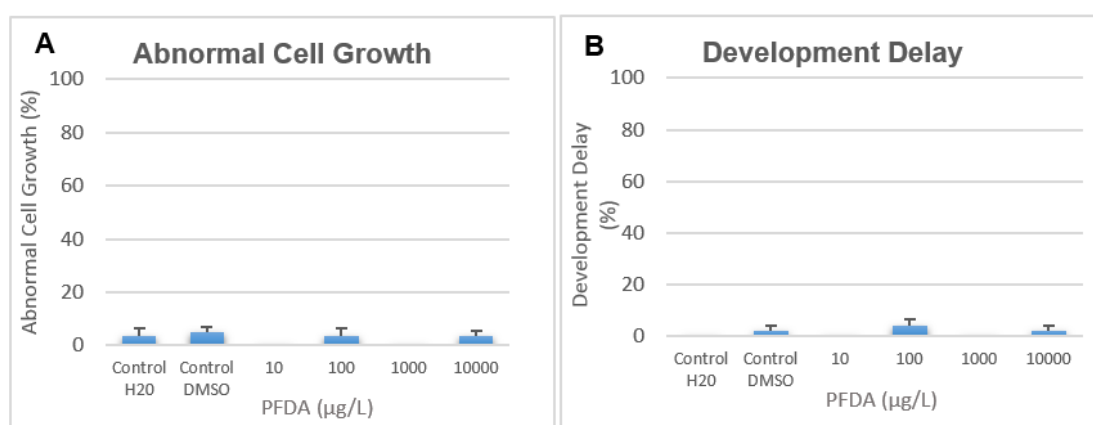 A
Abnormal Cell Growth
Abnormal Cell Growth (%)
100
80
60
40
20
0
Control
H20
Control
DMSO
10
100
1000
10000
PFDA (µg/L)
B
Development Delay
Development Delay
(%)
100
80
60
40
20
0
Control
H20
Control
DMSO
10
100
1000
10000
PFDA (µg/L)